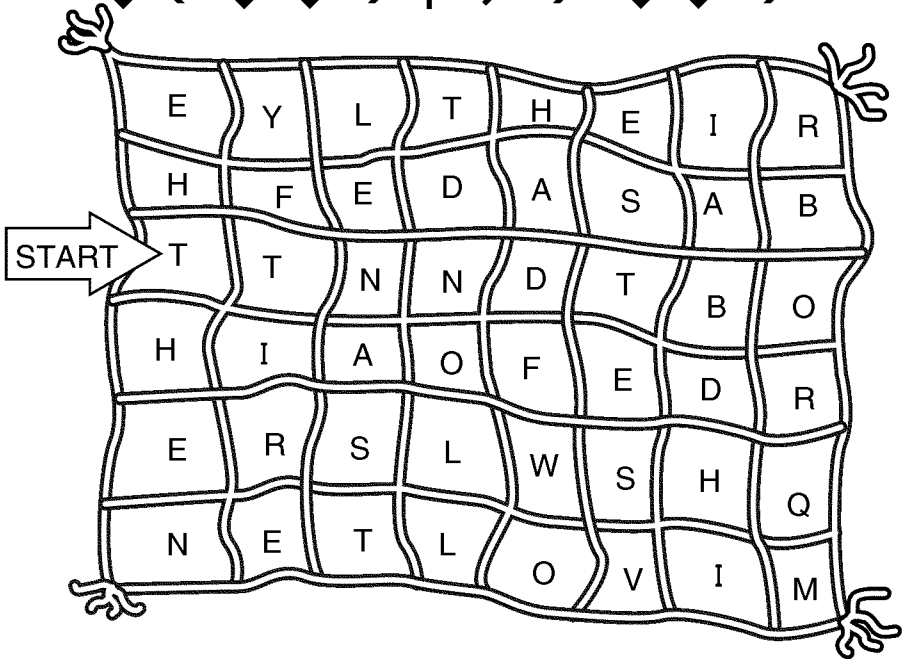 E Y L T H E I R
H F E D A S A B
START T T N N D T B O
H I A O F E D R
E R S L W S H Q
N E T L O V I M